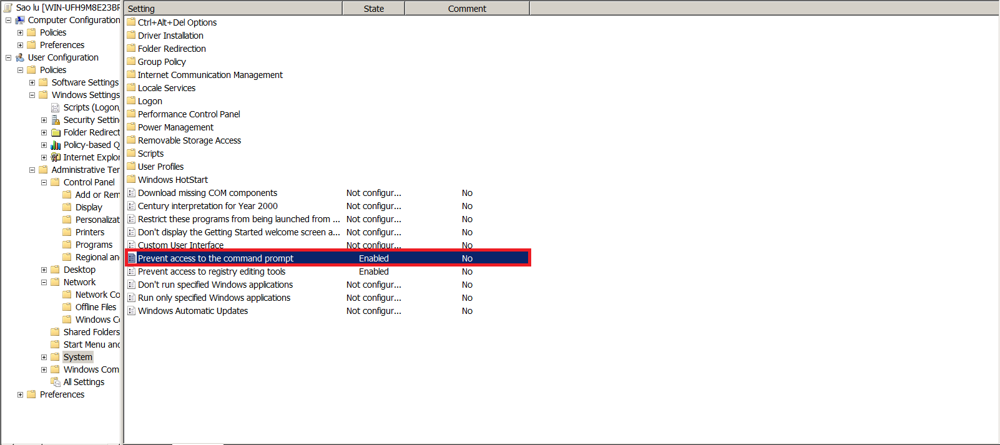 Sao lu [WIN-UFH9M8E23BR
Computer Configuration
Policies
Preferences
User Configuration
Policies
Software Settings
Windows Settings
Scripts (Logon,
Security Settin
Folder Redirect
Policy-based Q
Internet Explor
Administrative Ter
Control Panel
Add or Rem
Display
Personalizat
Printers
Programs
Regional an
Desktop
Network
Network Co
Offline Files
Windows Co
Shared Folders
Start Menu and
System
Windows Com
All Settings
Preferences
Setting State Comment
Ctrl+Alt+Del Options
Driver Installation
Folder Redirection
Group Policy
Internet Communication Management
Locale Services
Logon
Performance Control Panel
Power Management
Removable Storage Access
Scripts
User Profiles
Windows HotStart
Download missing COM components Not configur... No
Century interpretation for Year 2000 Not configur... No
Restrict these programs from being launched from ... Not configur... No
Don't display the Getting Started welcome screen a... Not configur... No
Custom User Interface Not configur... No
Prevent access to the command prompt Enabled No
Prevent access to registry editing tools Enabled No
Don't run specified Windows applications Not configur... No
Run only specified Windows applications Not configur... No
Windows Automatic Updates Not configur... No